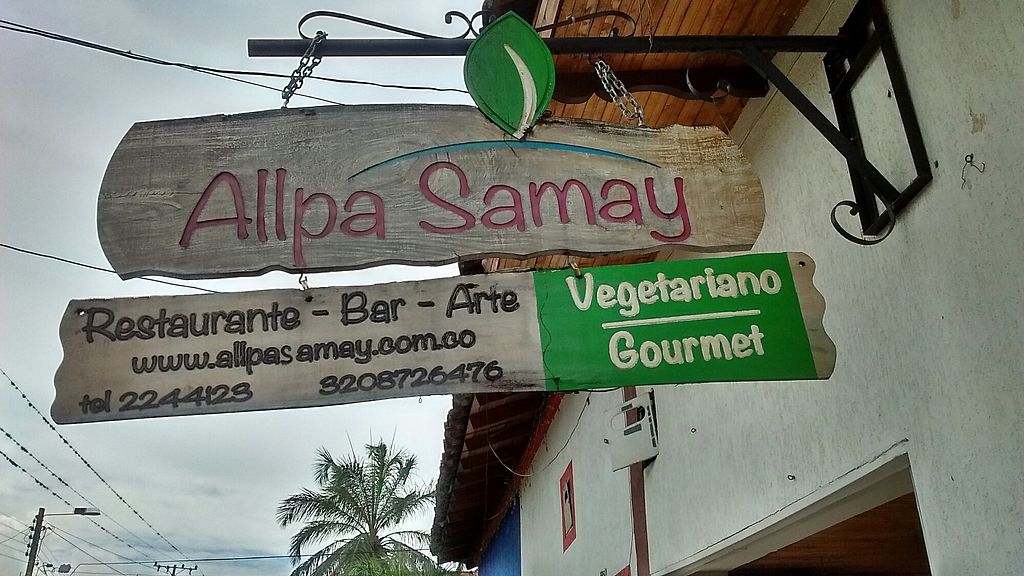 Allpa Samay
Restaurante - Bar - Arte
www.allpasamay.com.co
tel 2244123 3208726476
Vegetariano
Gourmet